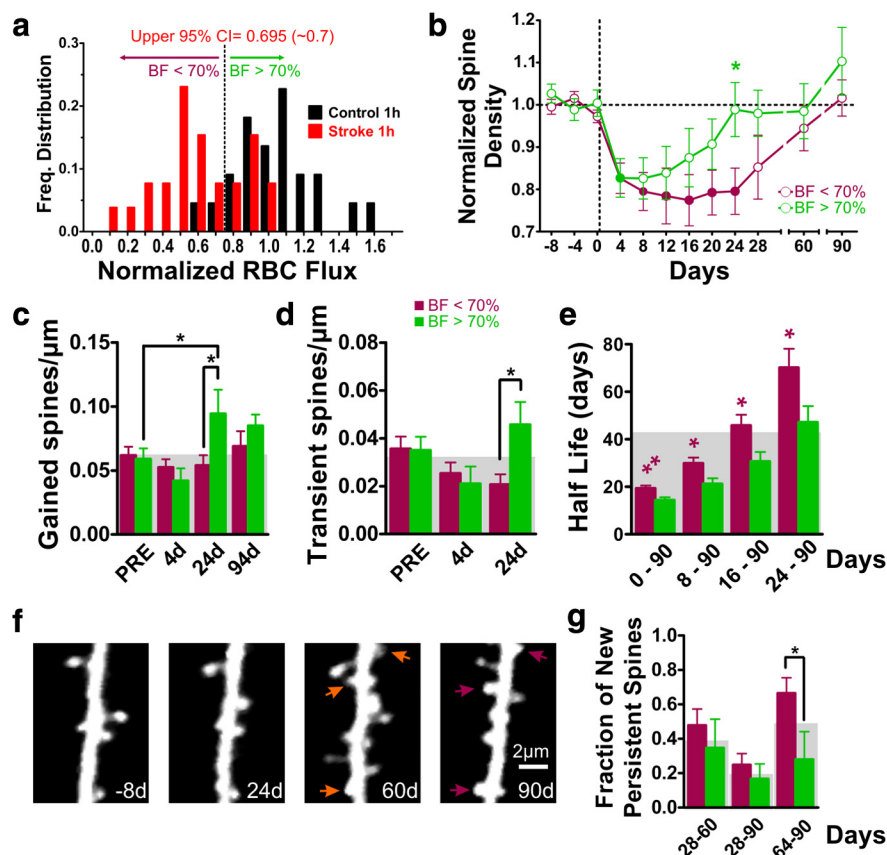 a
Upper 95% CI= 0.695 (~0.7)
BF < 70% BF > 70%
Control 1h
Stroke 1h
Freq. Distribution
0.3
0.2
0.1
0.0
0.0 0.2 0.4 0.6 0.8 1.0 1.2 1.4 1.6
Normalized RBC Flux
b
Normalized Spine
Density
1.1
1.0
0.9
0.8
0.7
*
BF < 70%
BF > 70%
-8 -4 0 4 8 12 16 20 24 28 60 90
Days
c
Gained spines/µm
0.15
0.10
0.05
0.00
*
*
PRE 4d 24d 94d
d
BF < 70%
BF > 70%
Transient spines/µm
0.08
0.06
0.04
0.02
0.00
*
PRE 4d 24d
e
Half Life (days)
80
60
40
20
0
** * * *
0 - 90 8 - 90 16 - 90 24 - 90
Days
f
-8d
24d
60d
2µm
90d
g
Fraction of New
Persistent Spines
1.0
0.8
0.6
0.4
0.2
0.0
*
28-60 28-90 64-90
Days